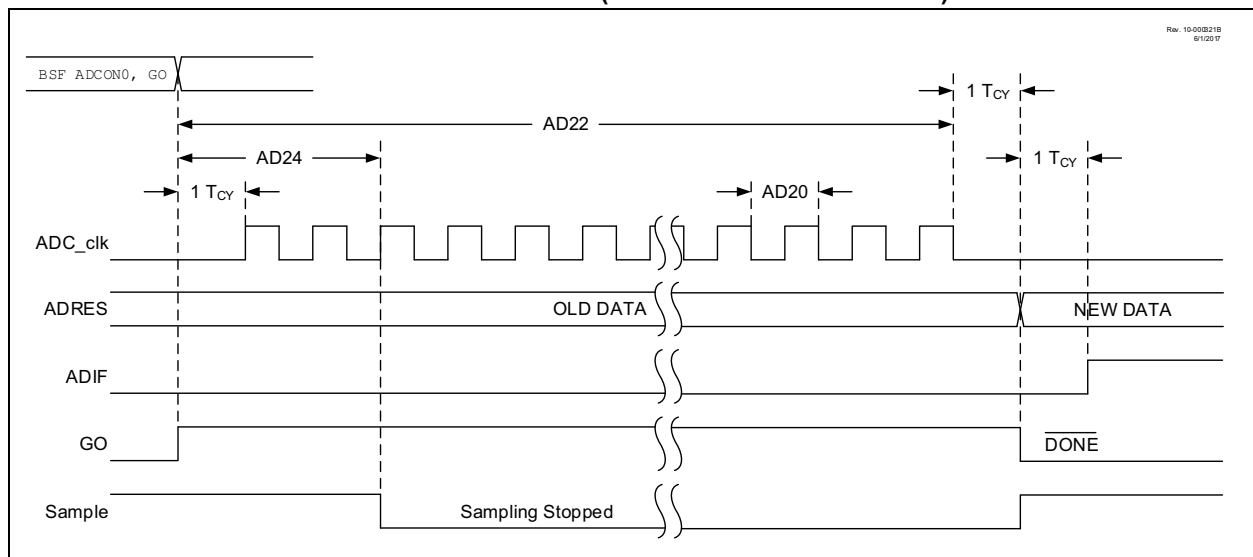 Rev. 10-000321B
6/1/2017
BSF ADCON0, GO
1 TCY
AD22
AD24
1 TCY
1 TCY
AD20
ADC_clk
ADRES
OLD DATA
NEW DATA
ADIF
GO
DONE
Sample
Sampling Stopped